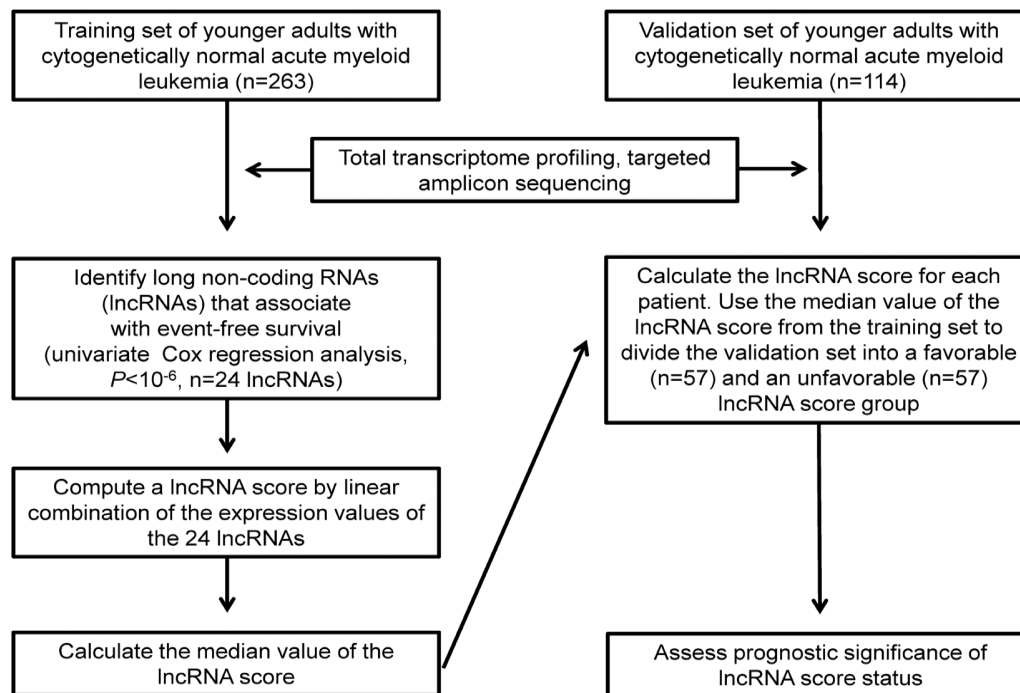 Training set of younger adults with
cytogenetically normal acute myeloid
leukemia (n=263)
Validation set of younger adults with
cytogenetically normal acute myeloid
leukemia (n=114)
Total transcriptome profiling, targeted
amplicon sequencing
Identify long non-coding RNAs
(lncRNAs) that associate
with event-free survival
(univariate Cox regression analysis,
P<10⁻⁶, n=24 lncRNAs)
Compute a lncRNA score by linear
combination of the expression values of
the 24 lncRNAs
Calculate the median value of the
lncRNA score
Calculate the lncRNA score for each
patient. Use the median value of the
lncRNA score from the training set to
divide the validation set into a favorable
(n=57) and an unfavorable (n=57)
lncRNA score group
Assess prognostic significance of
lncRNA score status